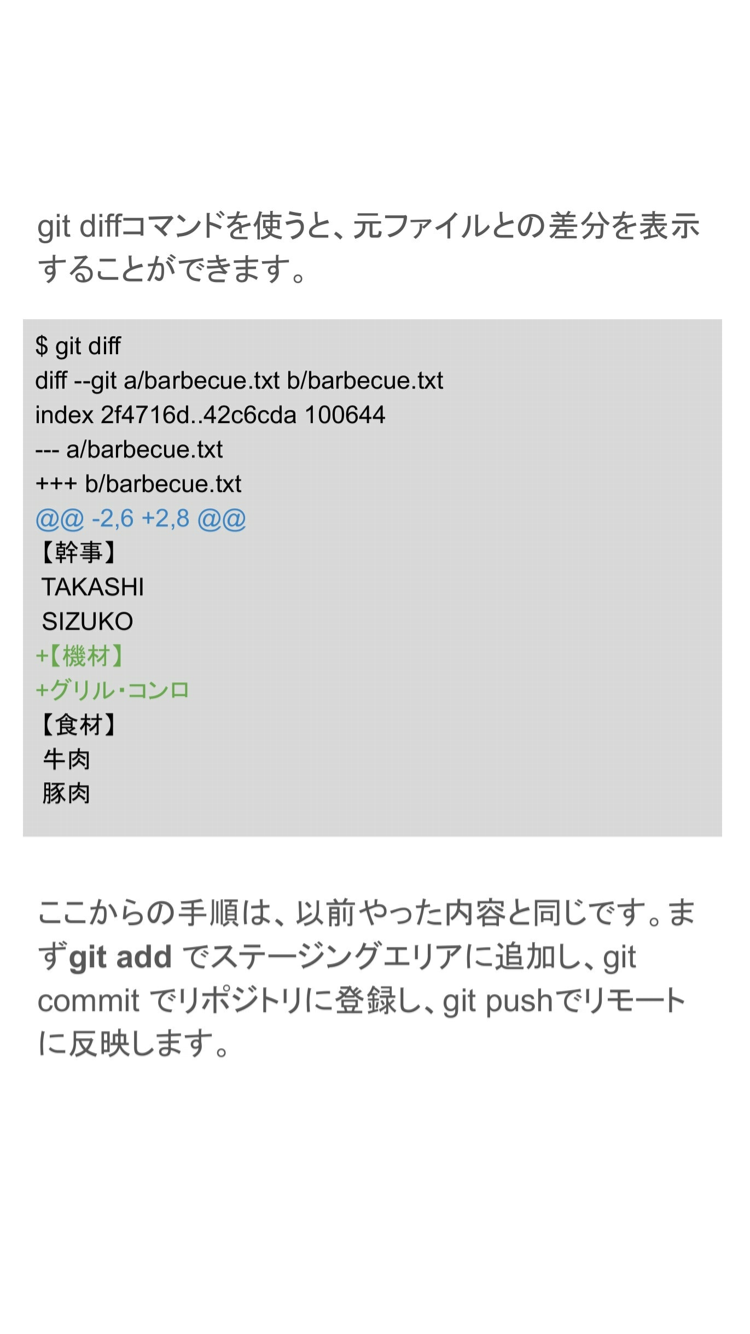 git diffコマンドを使うと、元ファイルとの差分を表示
することができます。
$ git diff
diff --git a/barbecue.txt b/barbecue.txt
index 2f4716d..42c6cda 100644
--- a/barbecue.txt
+++ b/barbecue.txt
@@ -2,6 +2,8 @@
【幹事】
 TAKASHI
 SIZUKO
+【機材】
+グリル・コンロ
【食材】
 牛肉
 豚肉
ここからの手順は、以前やった内容と同じです。ま
ずgit add でステージングエリアに追加し、git
commit でリポジトリに登録し、git pushでリモート
に反映します。